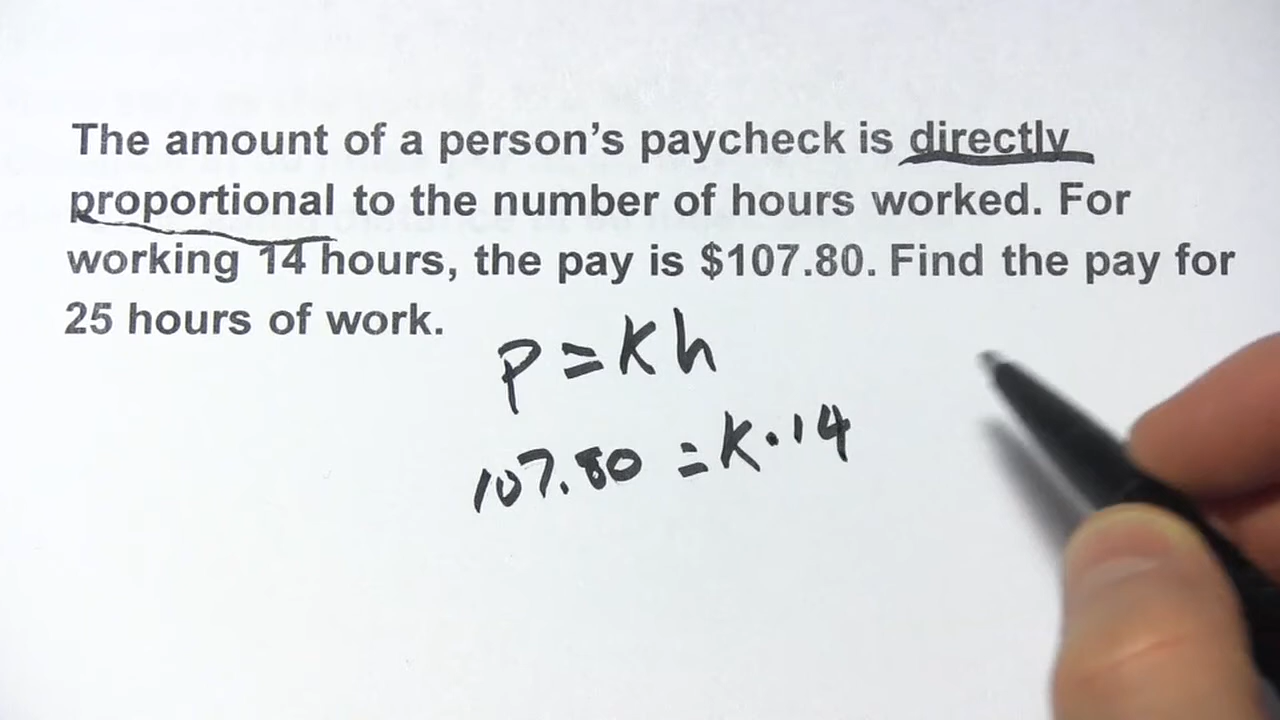 The amount of a person's paycheck is directly
proportional to the number of hours worked. For
working 14 hours, the pay is $107.80. Find the pay for
25 hours of work.
P = K h
107.80 = K · 14